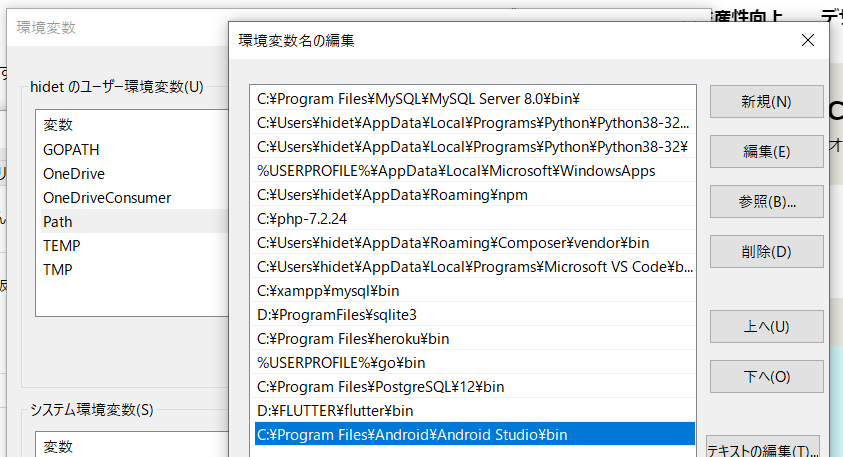 産性向上
デ
環境変数
環境変数名の編集
hidet のユーザー環境変数(U)
変数
GOPATH
OneDrive
OneDriveConsumer
Path
TEMP
TMP
システム環境変数(S)
変数
C:¥Program Files¥MySQL¥MySQL Server 8.0¥bin¥
C:¥Users¥hidet¥AppData¥Local¥Programs¥Python¥Python38-32...
C:¥Users¥hidet¥AppData¥Local¥Programs¥Python¥Python38-32¥
%USERPROFILE%¥AppData¥Local¥Microsoft¥WindowsApps
C:¥Users¥hidet¥AppData¥Roaming¥npm
C:¥php-7.2.24
C:¥Users¥hidet¥AppData¥Roaming¥Composer¥vendor¥bin
C:¥Users¥hidet¥AppData¥Local¥Programs¥Microsoft VS Code¥b...
C:¥xampp¥mysql¥bin
D:¥ProgramFiles¥sqlite3
C:¥Program Files¥heroku¥bin
%USERPROFILE%¥go¥bin
C:¥Program Files¥PostgreSQL¥12¥bin
D:¥FLUTTER¥flutter¥bin
C:¥Program Files¥Android¥Android Studio¥bin
新規(N)
編集(E)
参照(B)...
削除(D)
上へ(U)
下へ(O)
テキストの編集(T)...
オ